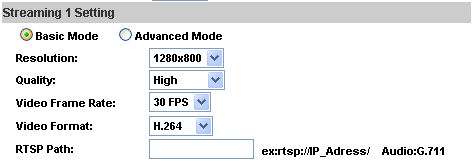 Streaming 1 Setting
Basic Mode Advanced Mode
Resolution: 1280x800
Quality: High
Video Frame Rate: 30 FPS
Video Format: H.264
RTSP Path: ex:rtsp://IP_Adress/ Audio:G.711